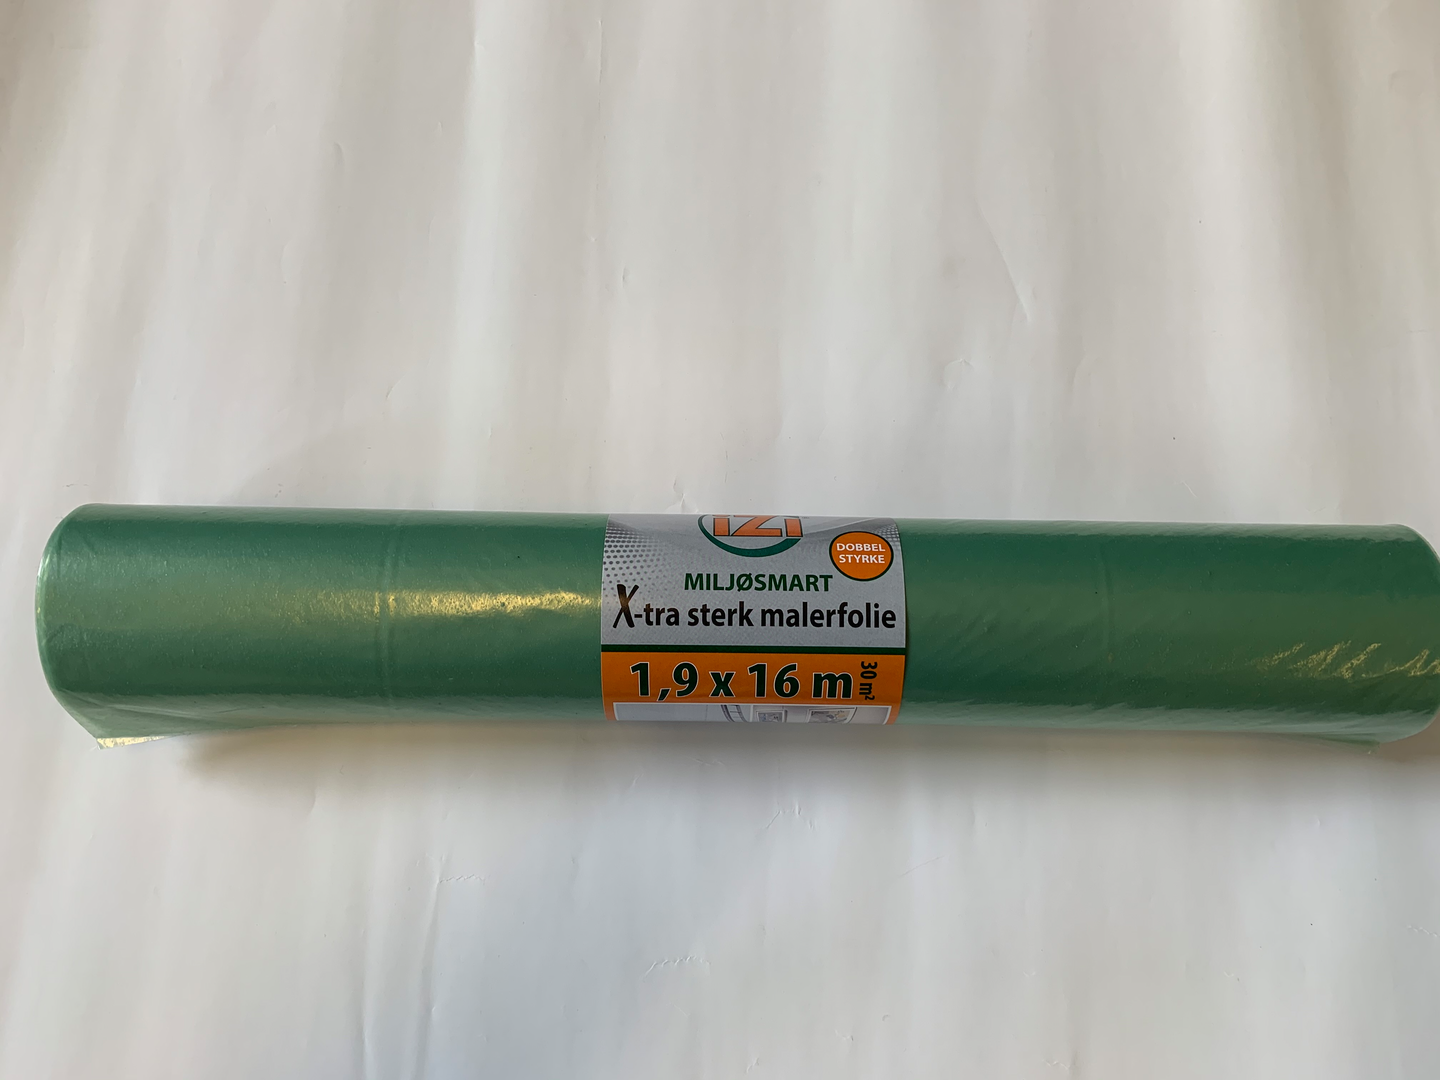 iZi
DOBBEL
STYRKE
MILJØSMART
X-tra sterk malerfolie
1,9 x 16 m
30 m²